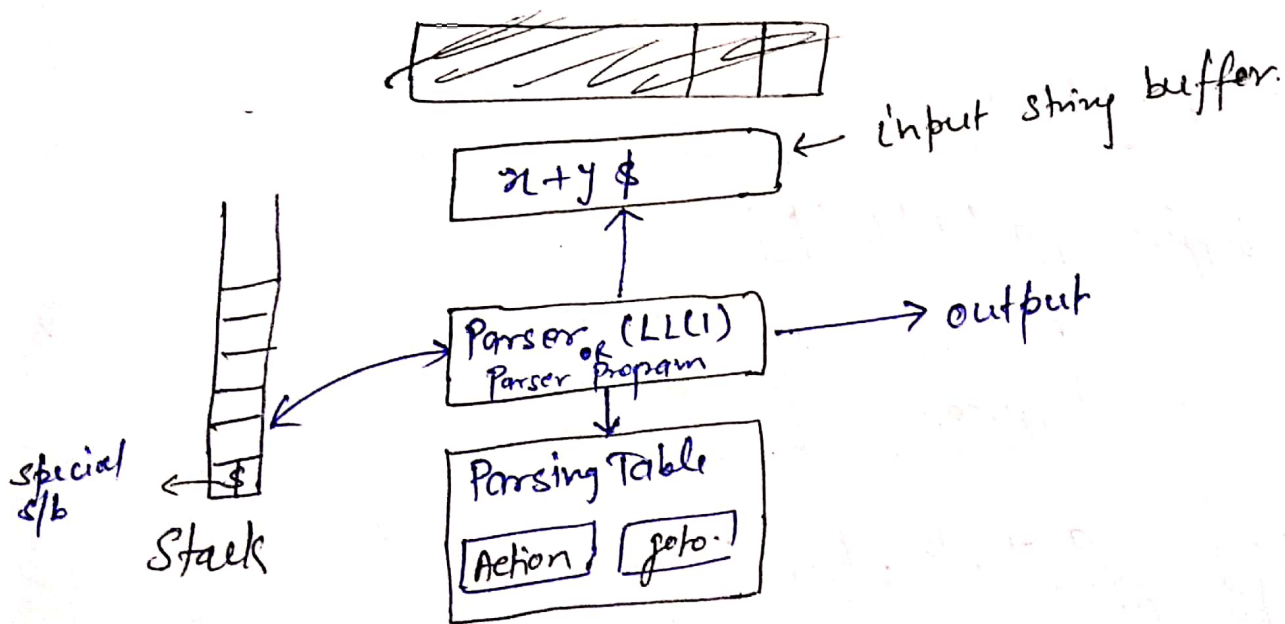 input string buffer.
x+y $
Parser (LL(1)
or
Parser Program
output
Parsing Table
Action
goto.
special
s/b
$
Stack